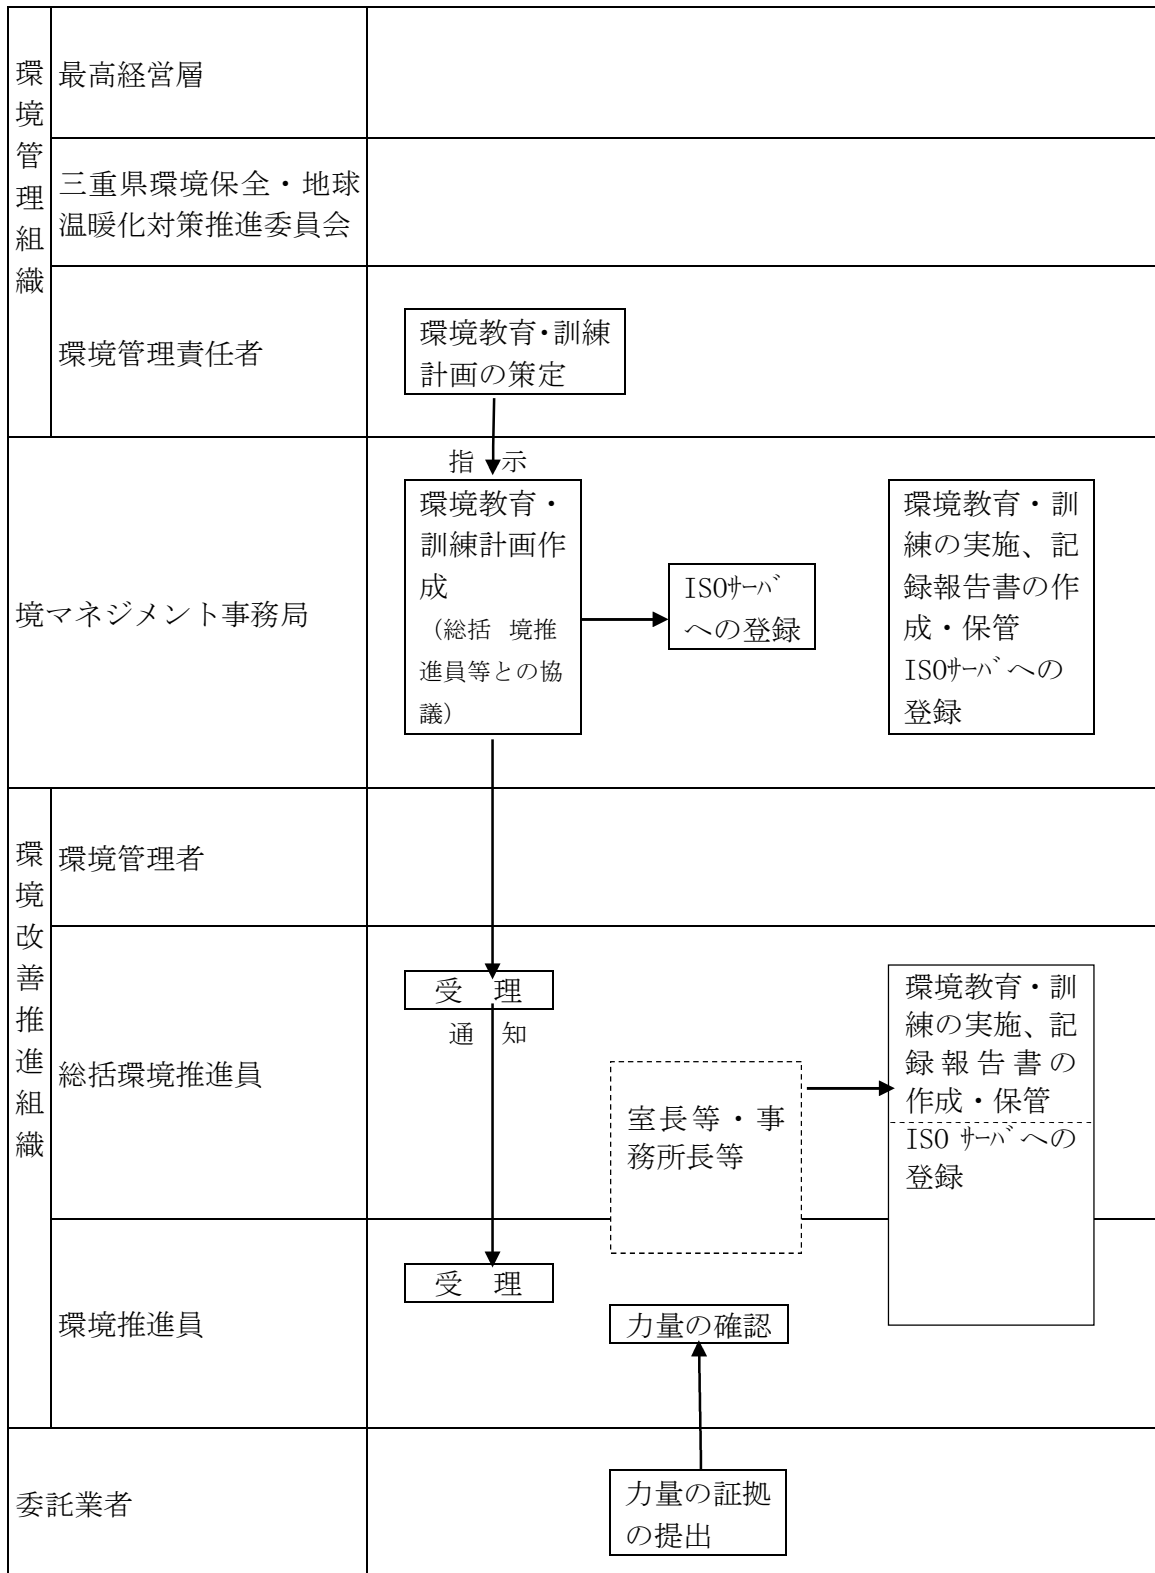 環境管理組織
最高経営層
三重県環境保全・地球
温暖化対策推進委員会
環境管理責任者
環境教育・訓練
計画の策定
指 示
境マネジメント事務局
環境教育・
訓練計画作
成
（総括 境推
進員等との協
議）
ISOｻｰﾊﾞ
への登録
環境教育・訓
練の実施、記
録報告書の作
成・保管
ISOｻｰﾊﾞへの
登録
環境改善推進組織
環境管理者
総括環境推進員
受 理
通 知
室長等・事
務所長等
環境教育・訓
練の実施、記
録報告書の
作成・保管
ISO ｻｰﾊﾞへの
登録
環境推進員
受 理
力量の確認
委託業者
力量の証拠
の提出